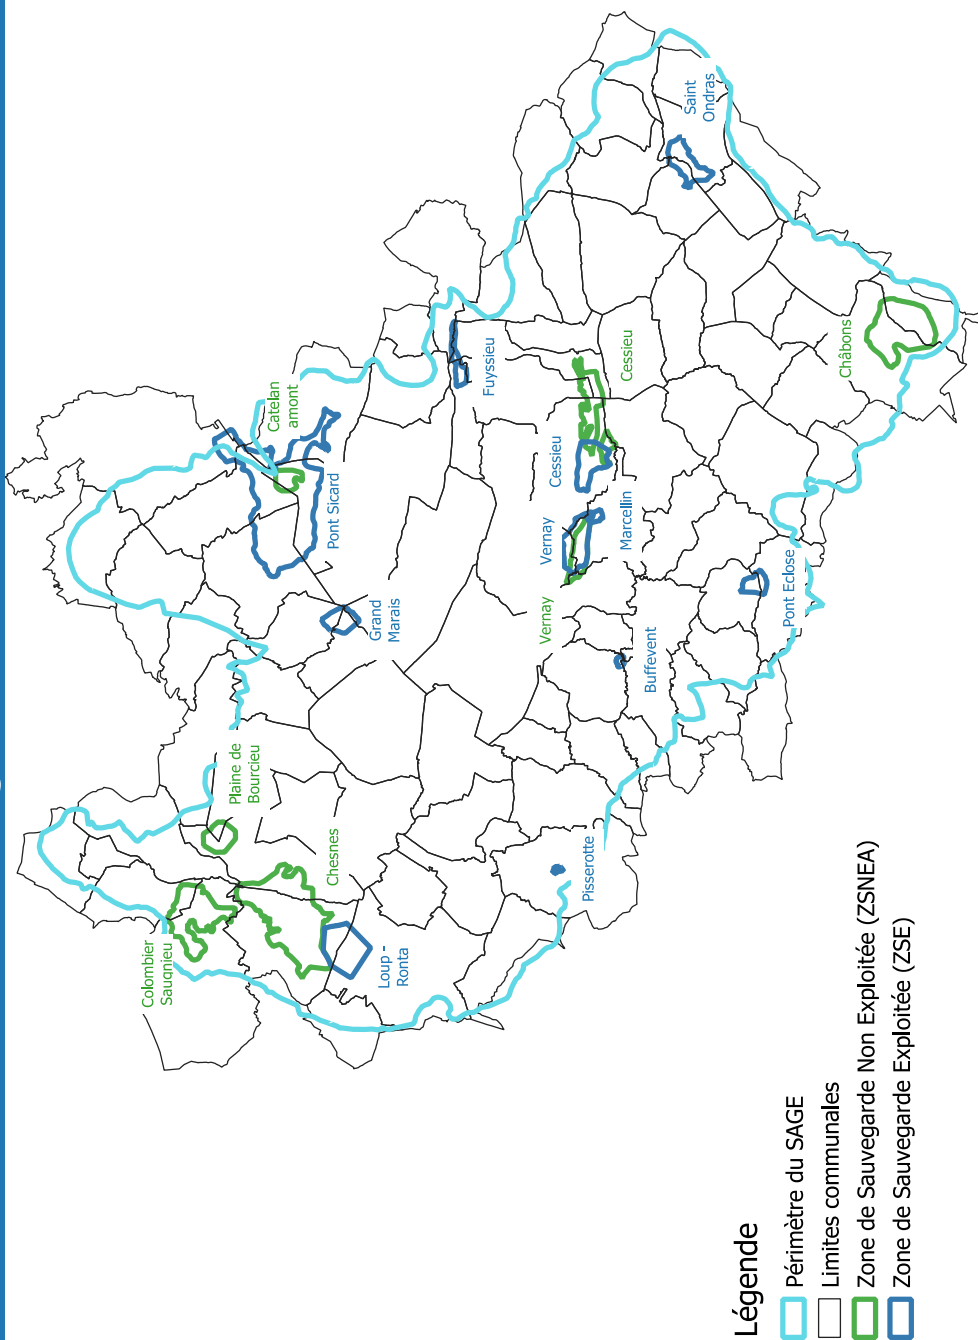 Colombier
Saugnieu
Plaine de
Bourcieu
Chesnes
Loup -
Ronta
Catelan
amont
Pont Sicard
Grand
Marais
Fuyssieu
Saint
Ondras
Cessieu
Cessieu
Vernay
Vernay
Marcellin
Buffevent
Pisserotte
Pont Eclose
Châbons
Légende
Périmètre du SAGE
Limites communales
Zone de Sauvegarde Non Exploitée (ZSNEA)
Zone de Sauvegarde Exploitée (ZSE)